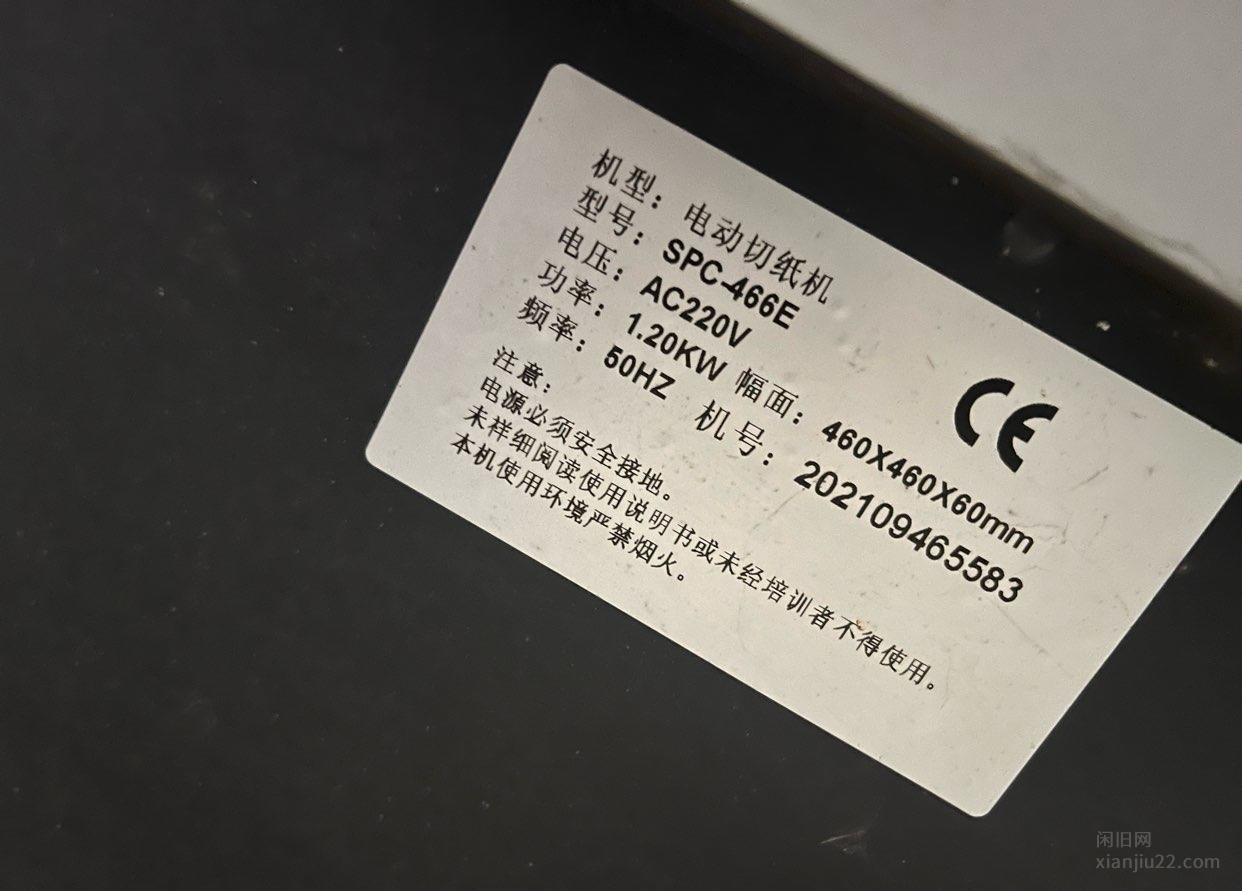 机型：电动切纸机
型号：SPC-466E
电压：AC220V
功率：1.20KW 幅面：460X460X60mm
频率：50HZ 机号：202109465583
CE
注意：
电源必须安全接地。
未祥细阅读使用说明书或未经培训者不得使用。
本机使用环境严禁烟火。
闲旧网
xianjiu22.com